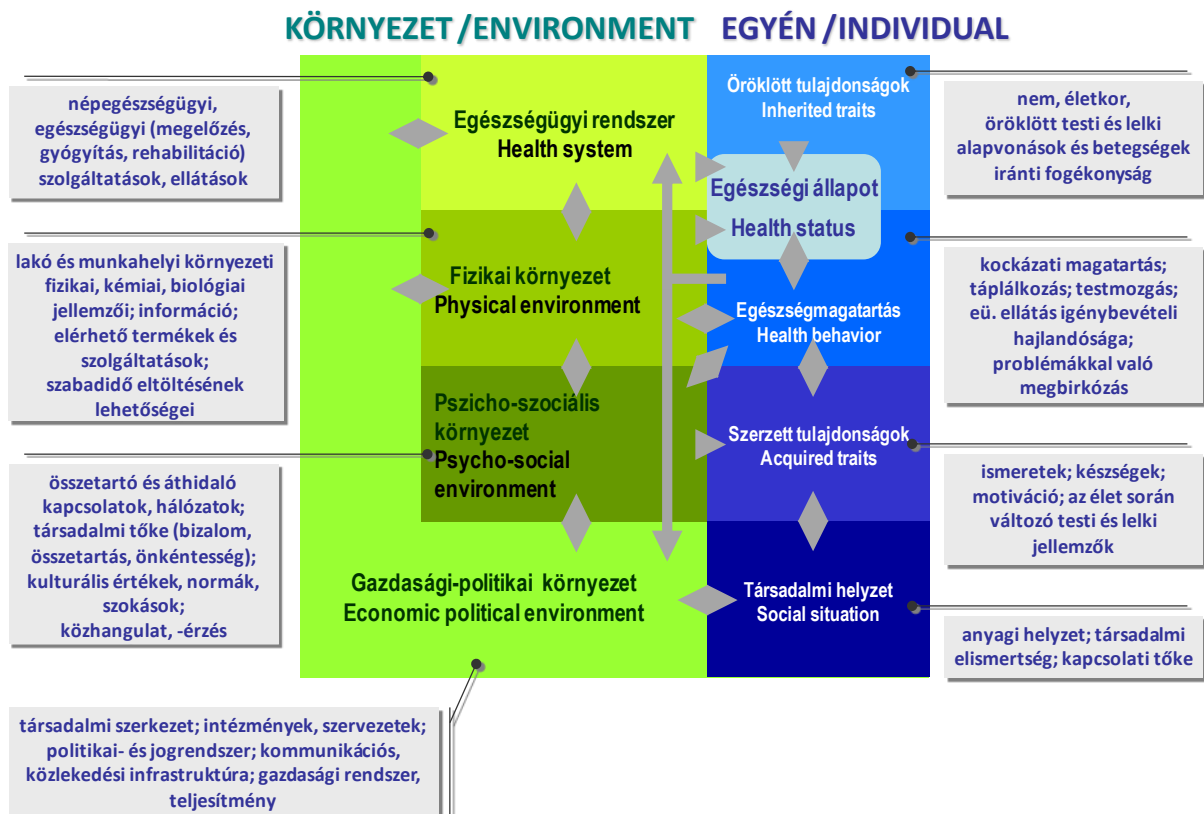 KÖRNYEZET /ENVIRONMENT
EGYÉN /INDIVIDUAL
népegészségügyi,
egészségügyi (megelőzés,
gyógyítás, rehabilitáció)
szolgáltatások, ellátások
lakó és munkahelyi környezeti
fizikai, kémiai, biológiai
jellemzői; információ;
elérhető termékek és
szolgáltatások;
szabadidő eltöltésének
lehetőségei
összetartó és áthidaló
kapcsolatok, hálózatok;
társadalmi tőke (bizalom,
összetartás, önkéntesség);
kulturális értékek, normák,
szokások;
közhangulat, -érzés
társadalmi szerkezet; intézmények, szervezetek;
politikai- és jogrendszer; kommunikációs,
közlekedési infrastruktúra; gazdasági rendszer,
teljesítmény
Egészségügyi rendszer
Health system
Fizikai környezet
Physical environment
Pszicho-szociális
környezet
Psycho-social
environment
Gazdasági-politikai környezet
Economic political environment
Öröklött tulajdonságok
Inherited traits
Egészségi állapot
Health status
Egészségmagatartás
Health behavior
Szerzett tulajdonságok
Acquired traits
Társadalmi helyzet
Social situation
nem, életkor,
öröklött testi és lelki
alapvonások és betegségek
iránti fogékonyság
kockázati magatartás;
táplálkozás; testmozgás;
eü. ellátás igénybevételi
hajlandósága;
problémákkal való
megbirkózás
ismeretek; készségek;
motiváció; az élet során
változó testi és lelki
jellemzők
anyagi helyzet; társadalmi
elismertség; kapcsolati tőke